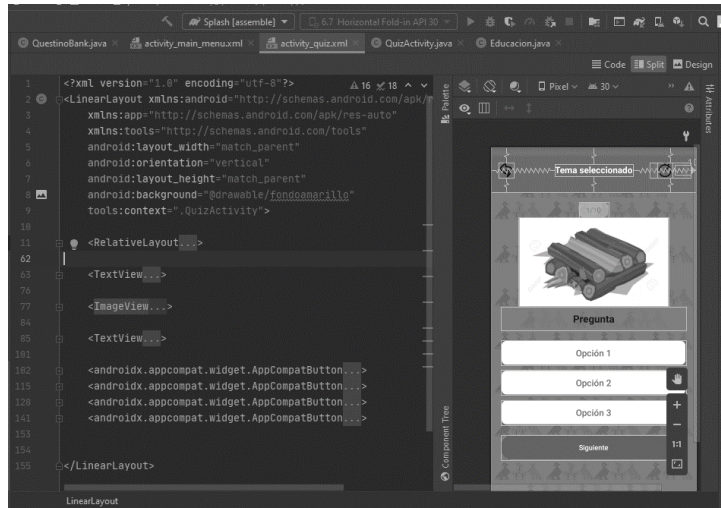 Splash [assemble]
6.7 Horizontal Fold-in API 30
QuestinoBank.java
activity_main_menu.xml
activity_quiz.xml
QuizActivity.java
Educacion.java
Code
Split
Design
16
18
Palette
Pixel
30
Attributes
1 <?xml version="1.0" encoding="utf-8"?>
2 <LinearLayout xmlns:android="http://schemas.android.com/apk/r
3 xmlns:app="http://schemas.android.com/apk/res-auto"
4 xmlns:tools="http://schemas.android.com/tools"
5 android:layout_width="match_parent"
6 android:orientation="vertical"
7 android:layout_height="match_parent"
8 android:background="@drawable/fondoamarillo"
9 tools:context=".QuizActivity">
10
11 <RelativeLayout...>
62
63 <TextView...>
76
77 <ImageView...>
84
85 <TextView...>
101
102 <androidx.appcompat.widget.AppCompatButton...>
115 <androidx.appcompat.widget.AppCompatButton...>
128 <androidx.appcompat.widget.AppCompatButton...>
141 <androidx.appcompat.widget.AppCompatButton...>
153
154
155 </LinearLayout>
Component Tree
Tema seleccionado
1/10
Pregunta
Opción 1
Opción 2
Opción 3
Siguiente
1:1
LinearLayout